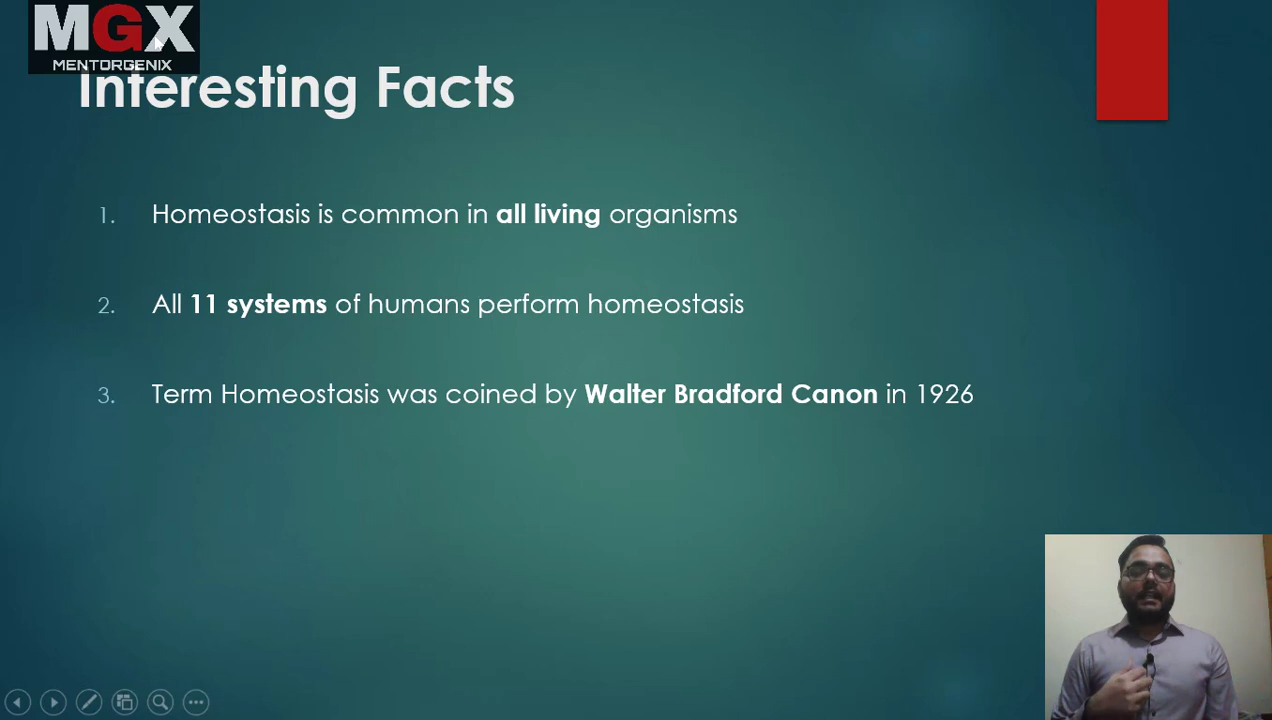 MGX
MENTORGENIX
Interesting Facts
1. Homeostasis is common in all living organisms
2. All 11 systems of humans perform homeostasis
3. Term Homeostasis was coined by Walter Bradford Canon in 1926